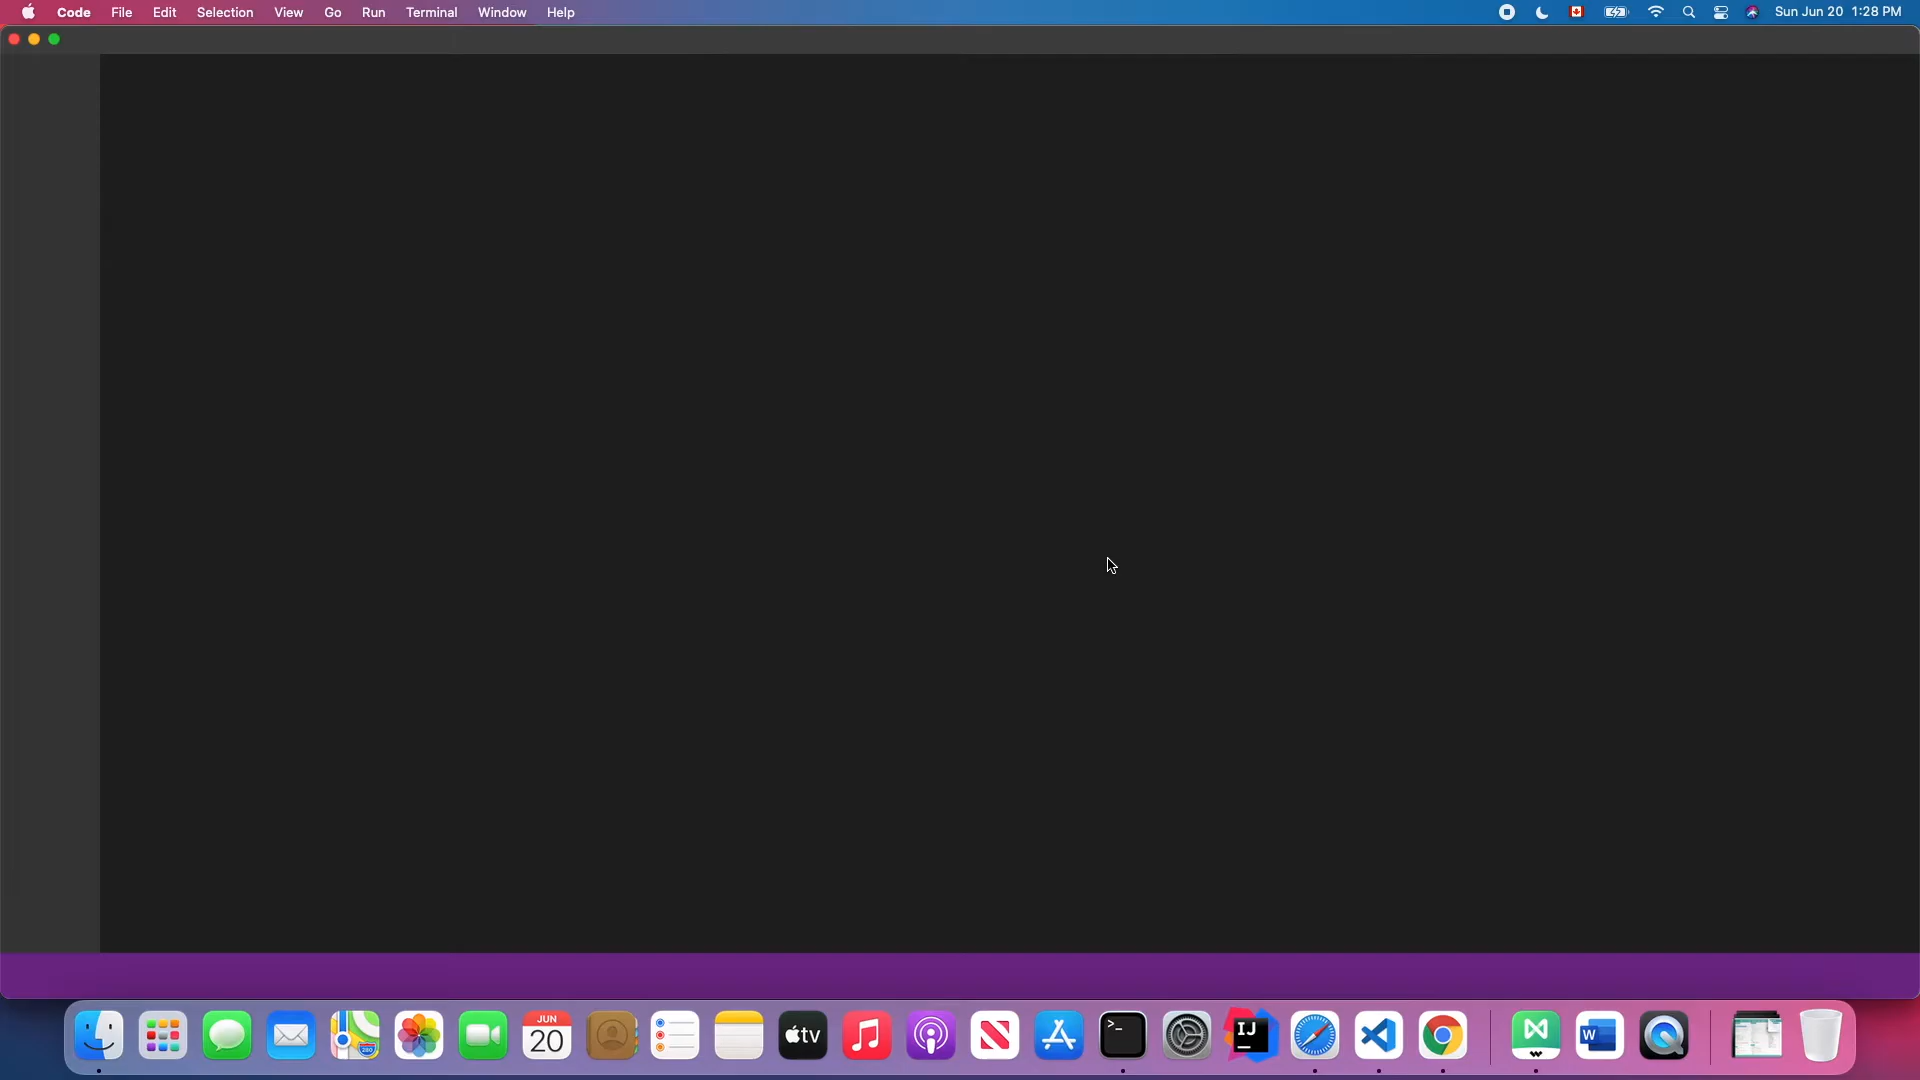 Code File Edit Selection View Go Run Terminal Window Help Sun Jun 20 1:28 PM
JUN
20
tv
>_
IJ
W